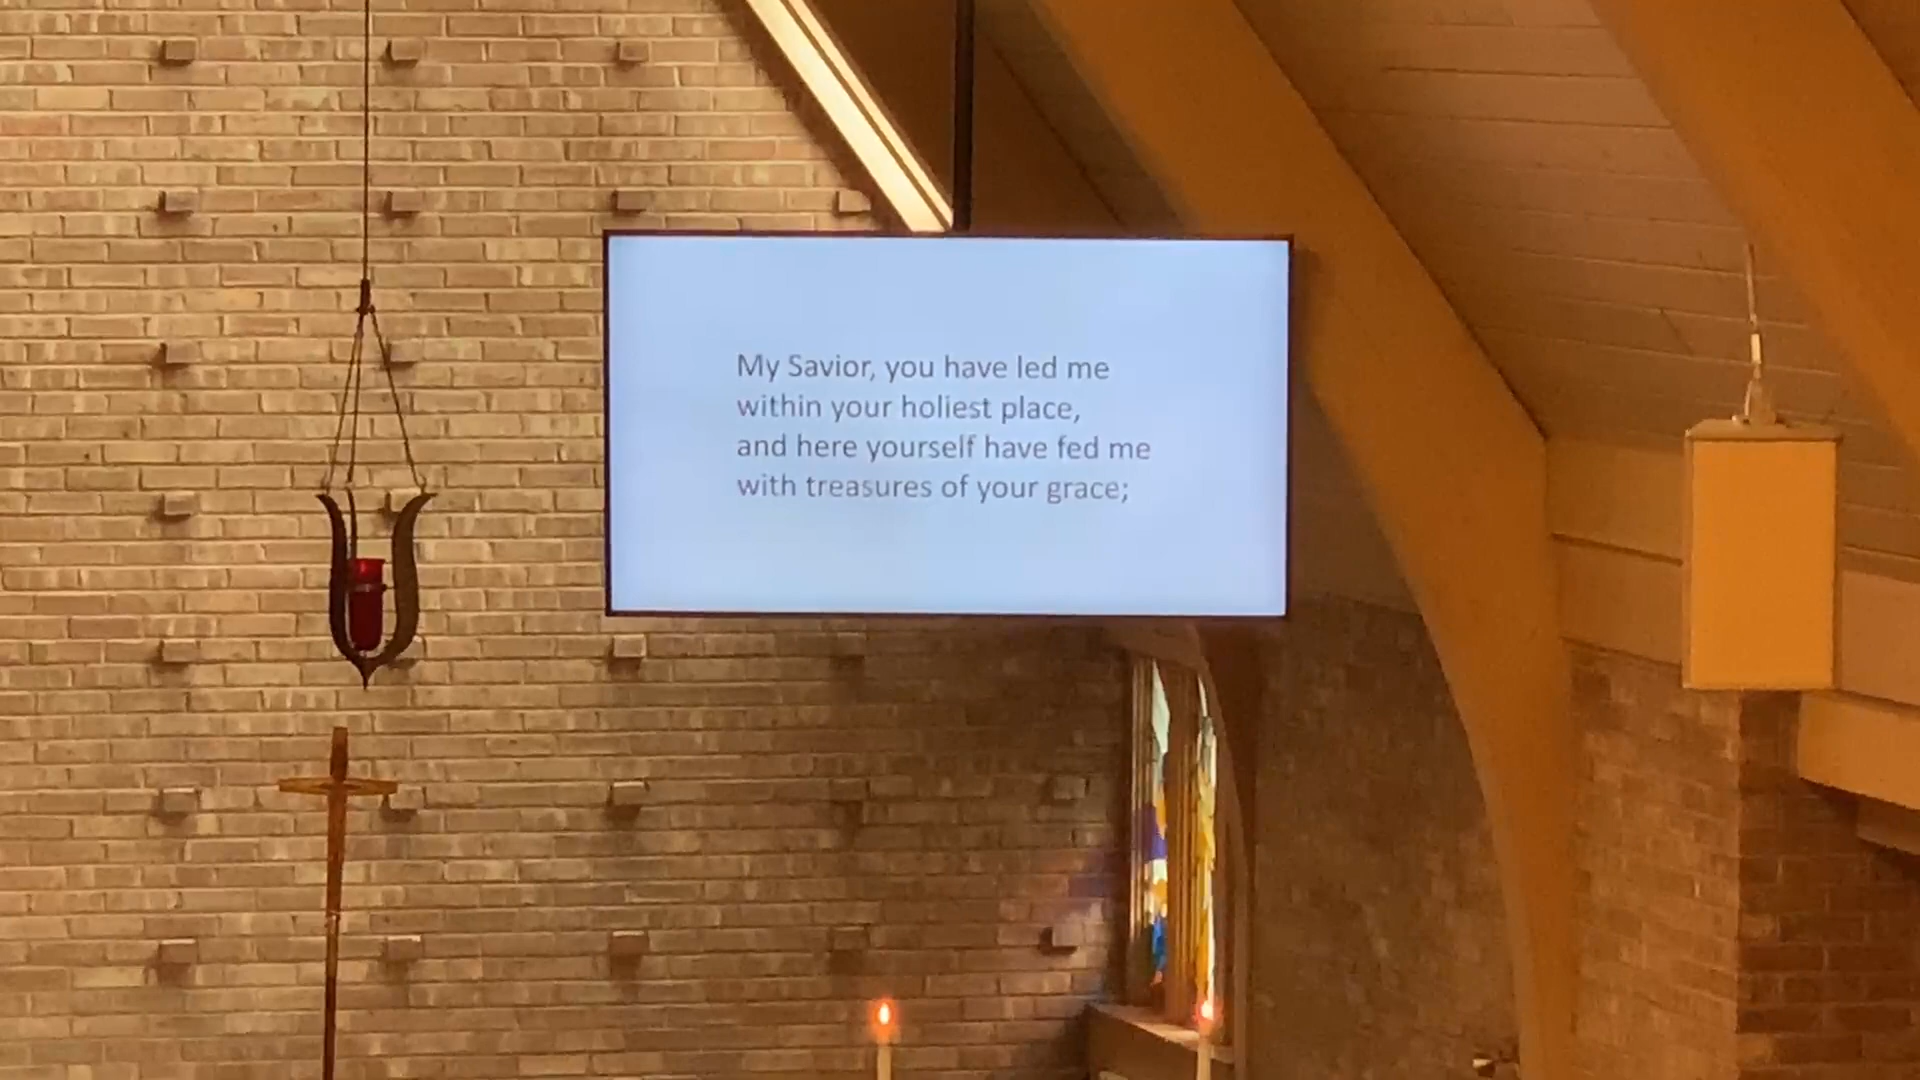 My Savior, you have led me
within your holiest place,
and here yourself have fed me
with treasures of your grace;